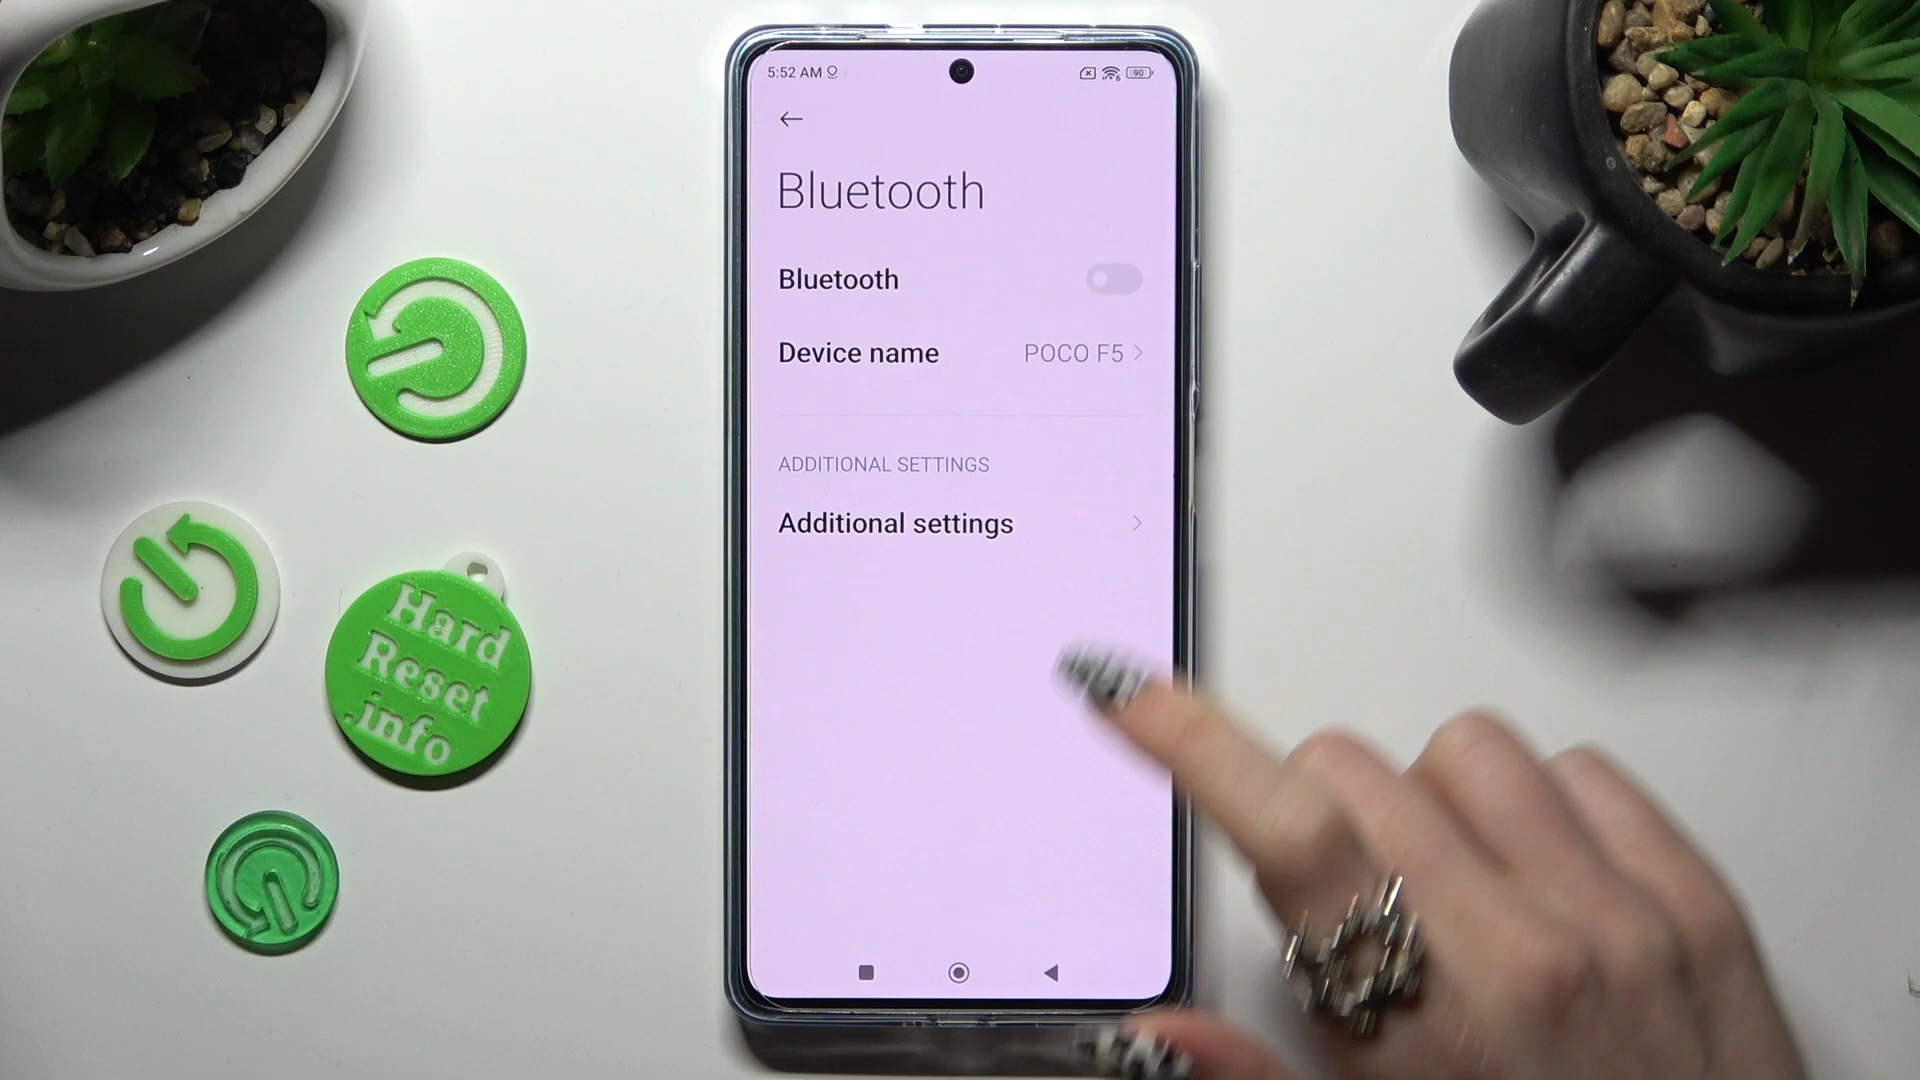 5:52 AM
90
Bluetooth
Bluetooth
Device name
POCO F5
ADDITIONAL SETTINGS
Additional settings
Hard
Reset
.info